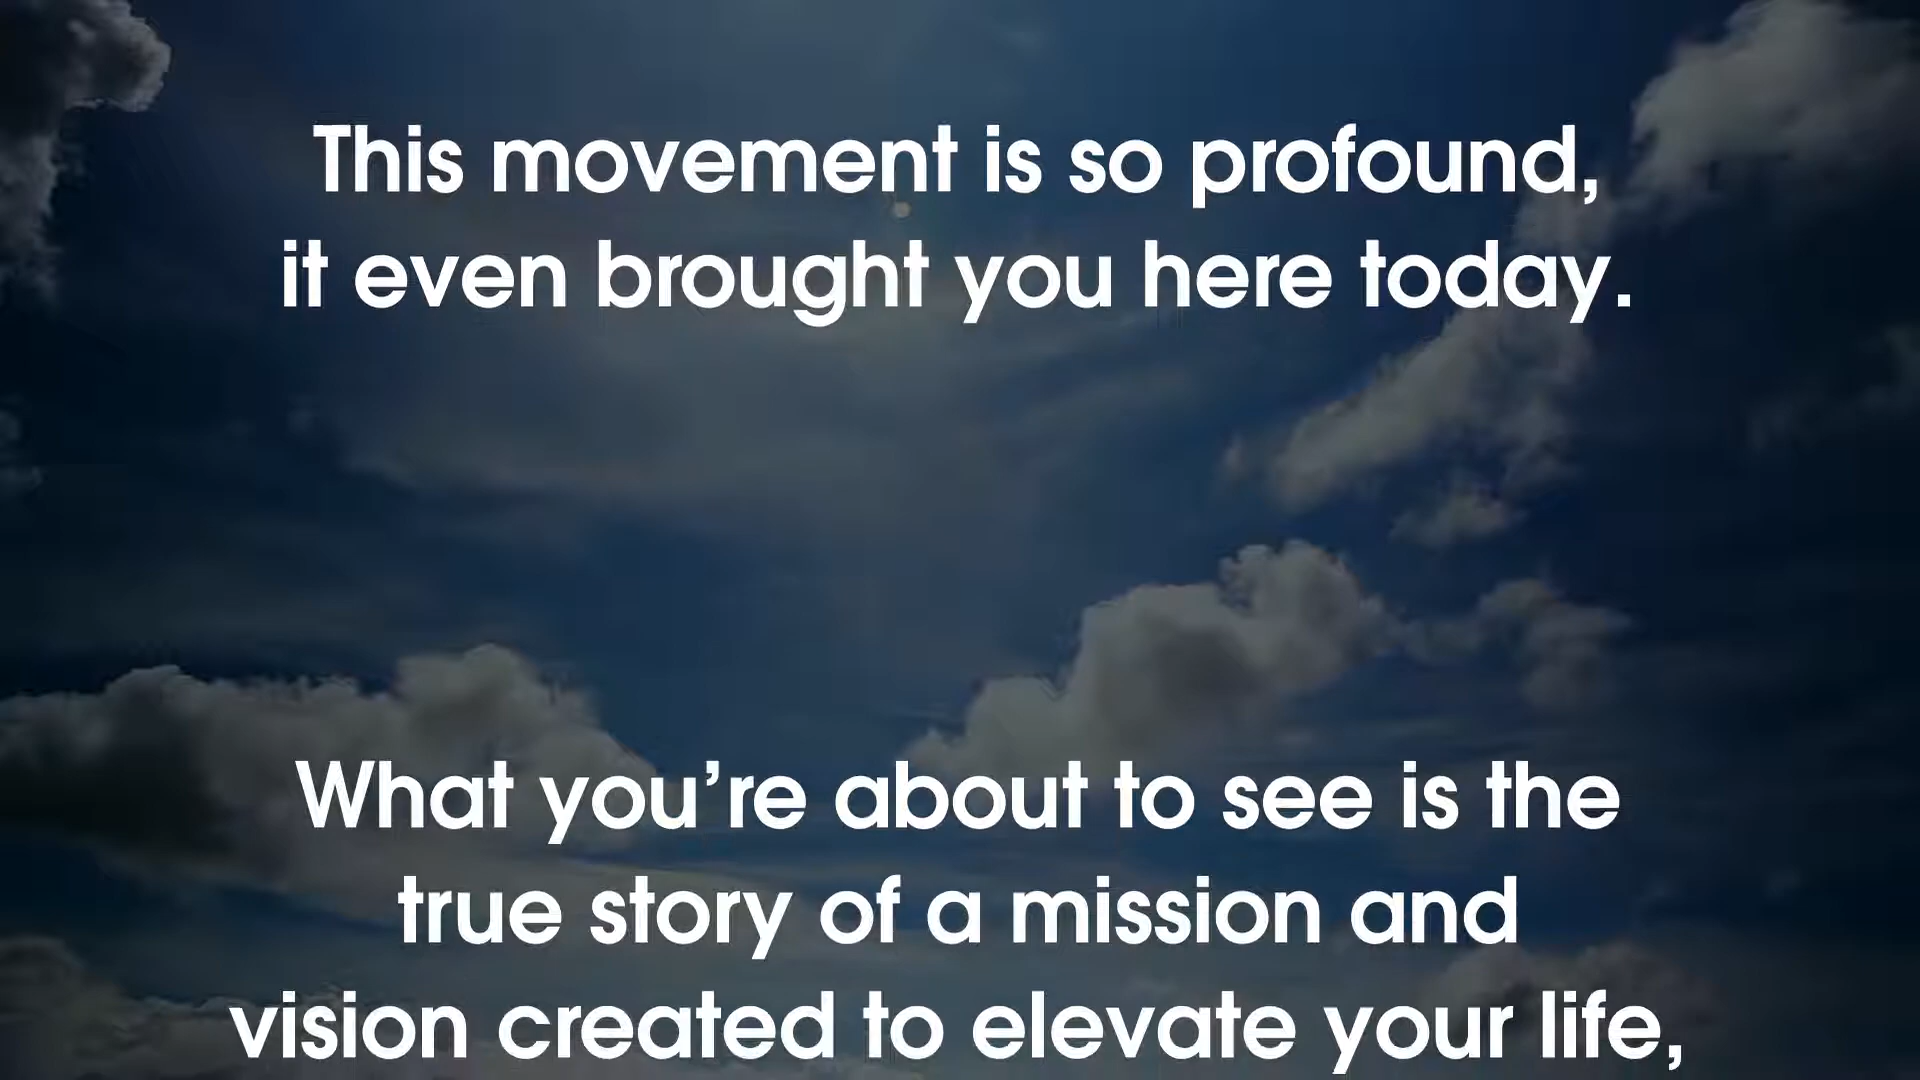 This movement is so profound,
it even brought you here today.
What you’re about to see is the
true story of a mission and
vision created to elevate your life,